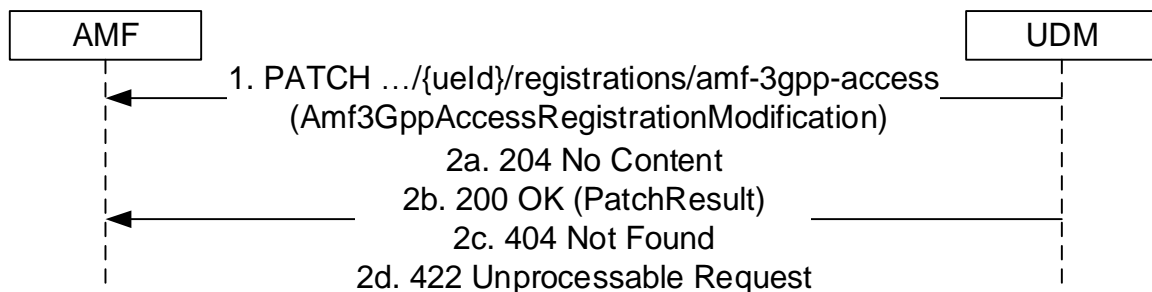 AMF
UDM
1. PATCH …/{ueId}/registrations/amf-3gpp-access
(Amf3GppAccessRegistrationModification)
2a. 204 No Content
2b. 200 OK (PatchResult)
2c. 404 Not Found
2d. 422 Unprocessable Request